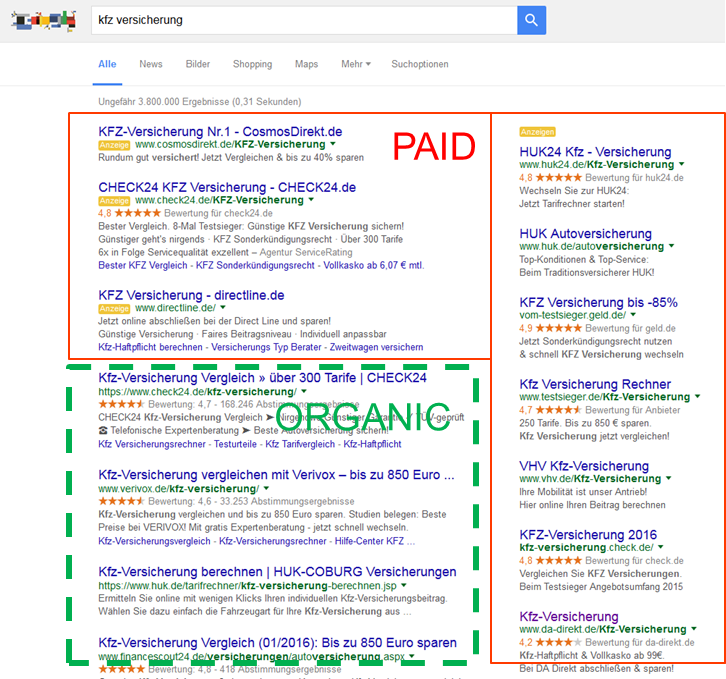 kfz versicherung
Alle News Bilder Shopping Maps Mehr Suchoptionen
Ungefähr 3.800.000 Ergebnisse (0,31 Sekunden)
PAID
KFZ-Versicherung Nr.1 - CosmosDirekt.de
Anzeige www.cosmosdirekt.de/KFZ-Versicherung
Rundum gut versichert! Jetzt Vergleichen & bis zu 40% sparen
CHECK24 KFZ Versicherung - CHECK24.de
Anzeige www.check24.de/KFZ-Versicherung
4,8 ★★★★★ Bewertung für check24.de
Bester Vergleich. 8-Mal Testsieger: Günstige KFZ Versicherung sichern!
Günstiger geht's nirgends · KFZ Sonderkündigungsrecht · Über 300 Tarife
6x in Folge Servicequalität exzellent – Agentur ServiceRating
Bester KFZ Vergleich - KFZ Sonderkündigungsrecht - Vollkasko ab 6,07 € mtl.
KFZ Versicherung - directline.de
Anzeige www.directline.de/
Jetzt online abschließen bei der Direct Line und sparen!
Günstige Versicherung · Faires Beitragsniveau · Individuell anpassbar
Kfz-Haftpflicht berechnen - Versicherungs Typ Berater - Zweitwagen versichern
ORGANIC
Kfz-Versicherung Vergleich » über 300 Tarife | CHECK24
https://www.check24.de/kfz-versicherung/
Bewertung: 4,7 - 168.246 Abstimmungsergebnisse
CHECK24 Kfz-Versicherung Vergleich ➤ Nirgendwo Günstiger Garantie ✓ TÜV-geprüft
☎ Telefonische Expertenberatung ➤ Beste Autoversicherung sichern!
Kfz Versicherungsrechner - Testurteile - Kfz Tarifvergleich - Kfz-Haftpflicht
Kfz-Versicherung vergleichen mit Verivox – bis zu 850 Euro ...
www.verivox.de/kfz-versicherung/
Bewertung: 4,6 - 33.253 Abstimmungsergebnisse
Kfz-Versicherung vergleichen und bis zu 850 Euro sparen. Studien belegen: Beste
Preise bei VERIVOX! Mit gratis Expertenberatung - jetzt schnell wechseln.
Kfz-Versicherungsvergleich - Kfz-Versicherungsrechner - Hilfe-Center KFZ ...
Kfz-Versicherung berechnen | HUK-COBURG Versicherungen
https://www.huk.de/tarifrechner/kfz-versicherung-berechnen.jsp
Ermitteln Sie online mit wenigen Klicks Ihren individuellen Kfz-Versicherungsbeitrag.
Wählen Sie dazu einfach die Fahrzeugart für Ihre Kfz-Versicherung aus ...
Kfz-Versicherung Vergleich (01/2016): Bis zu 850 Euro sparen
www.financescout24.de/versicherungen/autoversicherung.aspx
Bewertung: 4,8 - 418 Abstimmungsergebnisse
Anzeigen
HUK24 Kfz - Versicherung
www.huk24.de/Kfz-Versicherung
4,8 ★★★★★ Bewertung für huk24.de
Wechseln Sie zur HUK24:
Jetzt Tarifrechner starten!
HUK Autoversicherung
www.huk.de/autoversicherung
Top-Konditionen & Top-Service:
Beim Traditionsversicherer HUK!
KFZ Versicherung bis -85%
vom-testsieger.geld.de/
4,9 ★★★★★ Bewertung für geld.de
Jetzt Sonderkündigungsrecht nutzen
& schnell KFZ Versicherung wechseln
Kfz Versicherung Rechner
www.testsieger.de/Kfz-Versicherung
4,7 Bewertung für Anbieter
250 Tarife. Bis zu 850 € sparen.
Kfz Versicherung jetzt vergleichen!
VHV Kfz-Versicherung
www.vhv.de/Kfz-Versicherung
Ihre Mobilität ist unser Antrieb!
Hier online Ihren Beitrag berechnen
KFZ-Versicherung 2016
kfz-versicherung.check.de/
4,8 ★★★★★ Bewertung für check.de
Vergleichen Sie KFZ Versicherungen.
Beim Testsieger Angebotsumfang 2015
Kfz-Versicherung
www.da-direkt.de/Kfz-Versicherung
4,2 Bewertung für da-direkt.de
Kfz-Haftpflicht & Vollkasko ab 99€.
Bei DA Direkt abschließen & sparen!